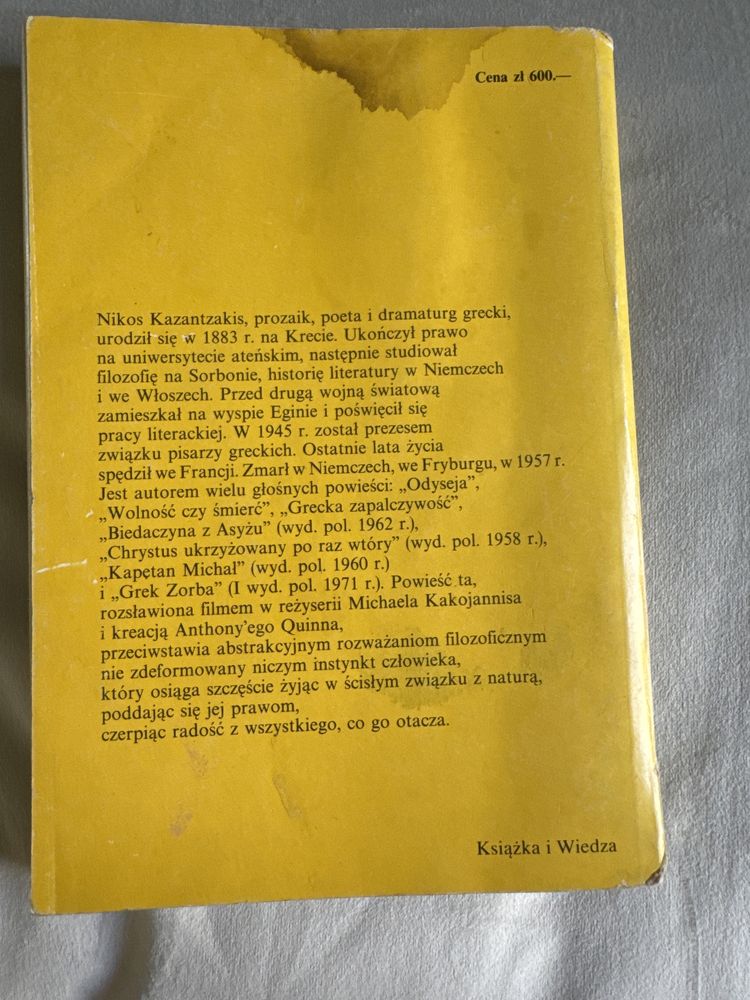 Cena zł 600.—
Nikos Kazantzakis, prozaik, poeta i dramaturg grecki,
urodził się w 1883 r. na Krecie. Ukończył prawo
na uniwersytecie ateńskim, następnie studiował
filozofię na Sorbonie, historię literatury w Niemczech
i we Włoszech. Przed drugą wojną światową
zamieszkał na wyspie Eginie i poświęcił się
pracy literackiej. W 1945 r. został prezesem
związku pisarzy greckich. Ostatnie lata życia
spędził we Francji. Zmarł w Niemczech, we Fryburgu, w 1957 r.
Jest autorem wielu głośnych powieści: „Odyseja”,
„Wolność czy śmierć”, „Grecka zapalczywość”,
„Biedaczyna z Asyżu” (wyd. pol. 1962 r.),
„Chrystus ukrzyżowany po raz wtóry” (wyd. pol. 1958 r.),
„Kapetan Michał” (wyd. pol. 1960 r.)
i „Grek Zorba” (I wyd. pol. 1971 r.). Powieść ta,
rozsławiona filmem w reżyserii Michaela Kakojannisa
i kreacją Anthony’ego Quinna,
przeciwstawia abstrakcyjnym rozważaniom filozoficznym
nie zdeformowany niczym instynkt człowieka,
który osiąga szczęście żyjąc w ścisłym związku z naturą,
poddając się jej prawom,
czerpiąc radość z wszystkiego, co go otacza.
Książka i Wiedza